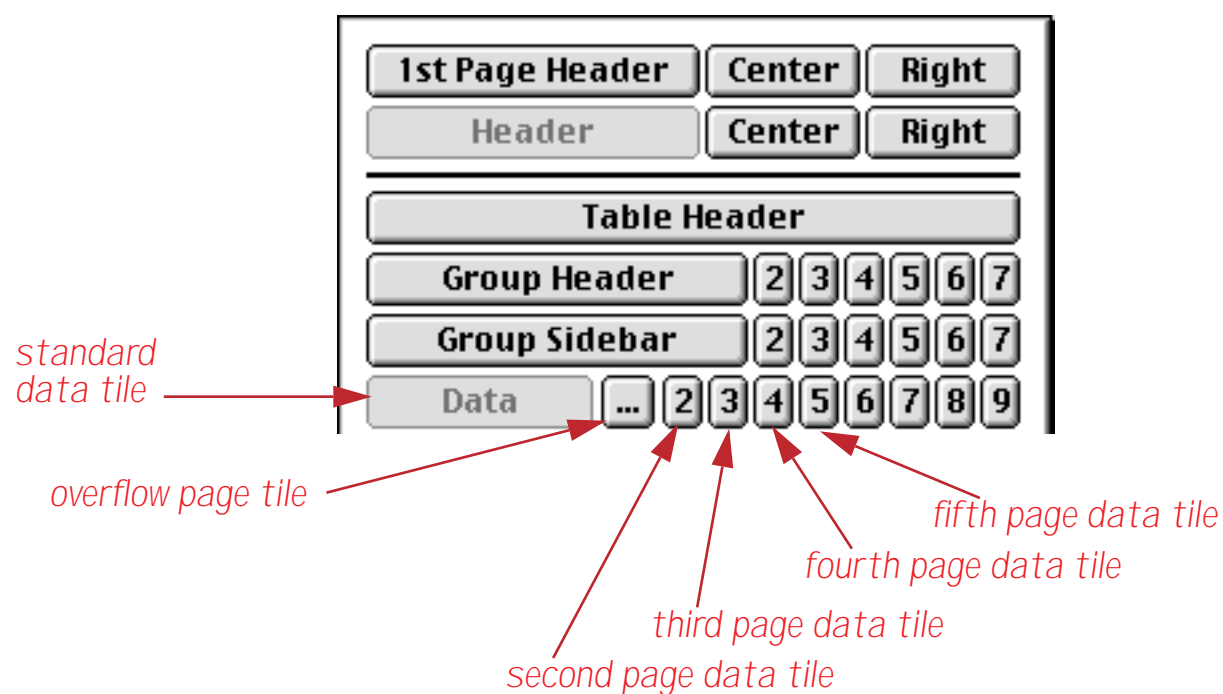 1st Page Header Center Right
Header Center Right
Table Header
Group Header 2 3 4 5 6 7
Group Sidebar 2 3 4 5 6 7
standard
data tile
Data ... 2 3 4 5 6 7 8 9
overflow page tile
fifth page data tile
fourth page data tile
third page data tile
second page data tile